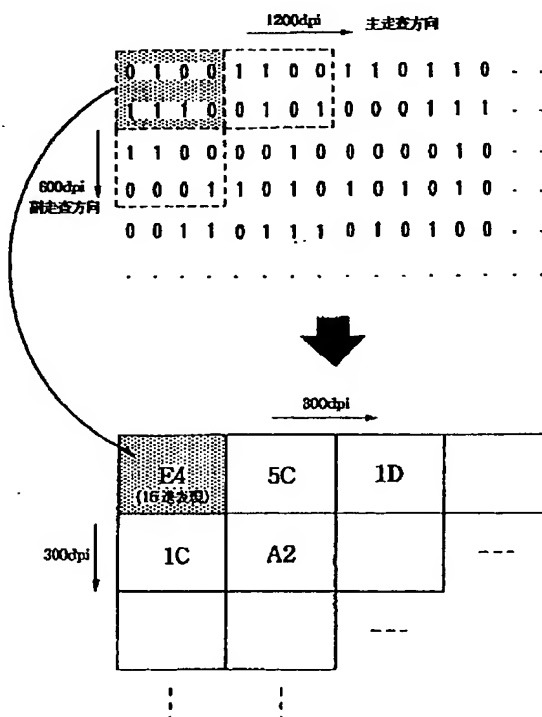 1200dpi 主走査方向
0 1 0 0 1 1 0 0 1 1 0 1 1 0 . .
1 1 1 0 0 1 0 1 0 0 0 1 1 1 . .
1 1 0 0 0 0 1 0 0 0 0 0 1 0 . .
600dpi 0 0 0 1 1 0 1 0 1 0 1 0 1 0 . .
副走査方向
0 0 1 1 0 1 1 1 0 1 0 1 0 0 . .
. . . . . . . . . . . . . . . .
300dpi
E4 5C 1D
(16進表現)
300dpi 1C A2